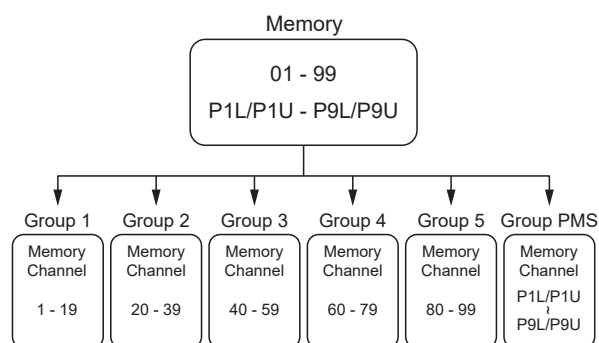 Memory
01 - 99
P1L/P1U - P9L/P9U
Group 1
Group 2
Group 3
Group 4
Group 5
Group PMS
Memory
Channel
1 - 19
Memory
Channel
20 - 39
Memory
Channel
40 - 59
Memory
Channel
60 - 79
Memory
Channel
80 - 99
Memory
Channel
P1L/P1U
~
P9L/P9U